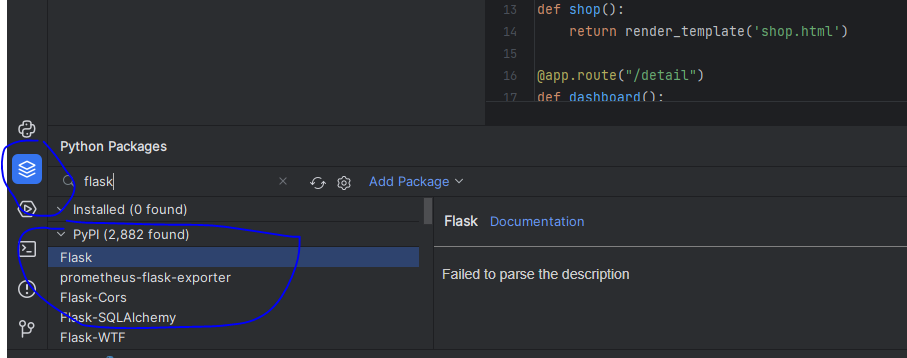 13 def shop():
14 return render_template('shop.html')
15
16 @app.route("/detail")
17 def dashboard():
Python Packages
flask
Add Package
Installed (0 found)
PyPI (2,882 found)
Flask
prometheus-flask-exporter
Flask-Cors
Flask-SQLAlchemy
Flask-WTF
Flask Documentation
Failed to parse the description